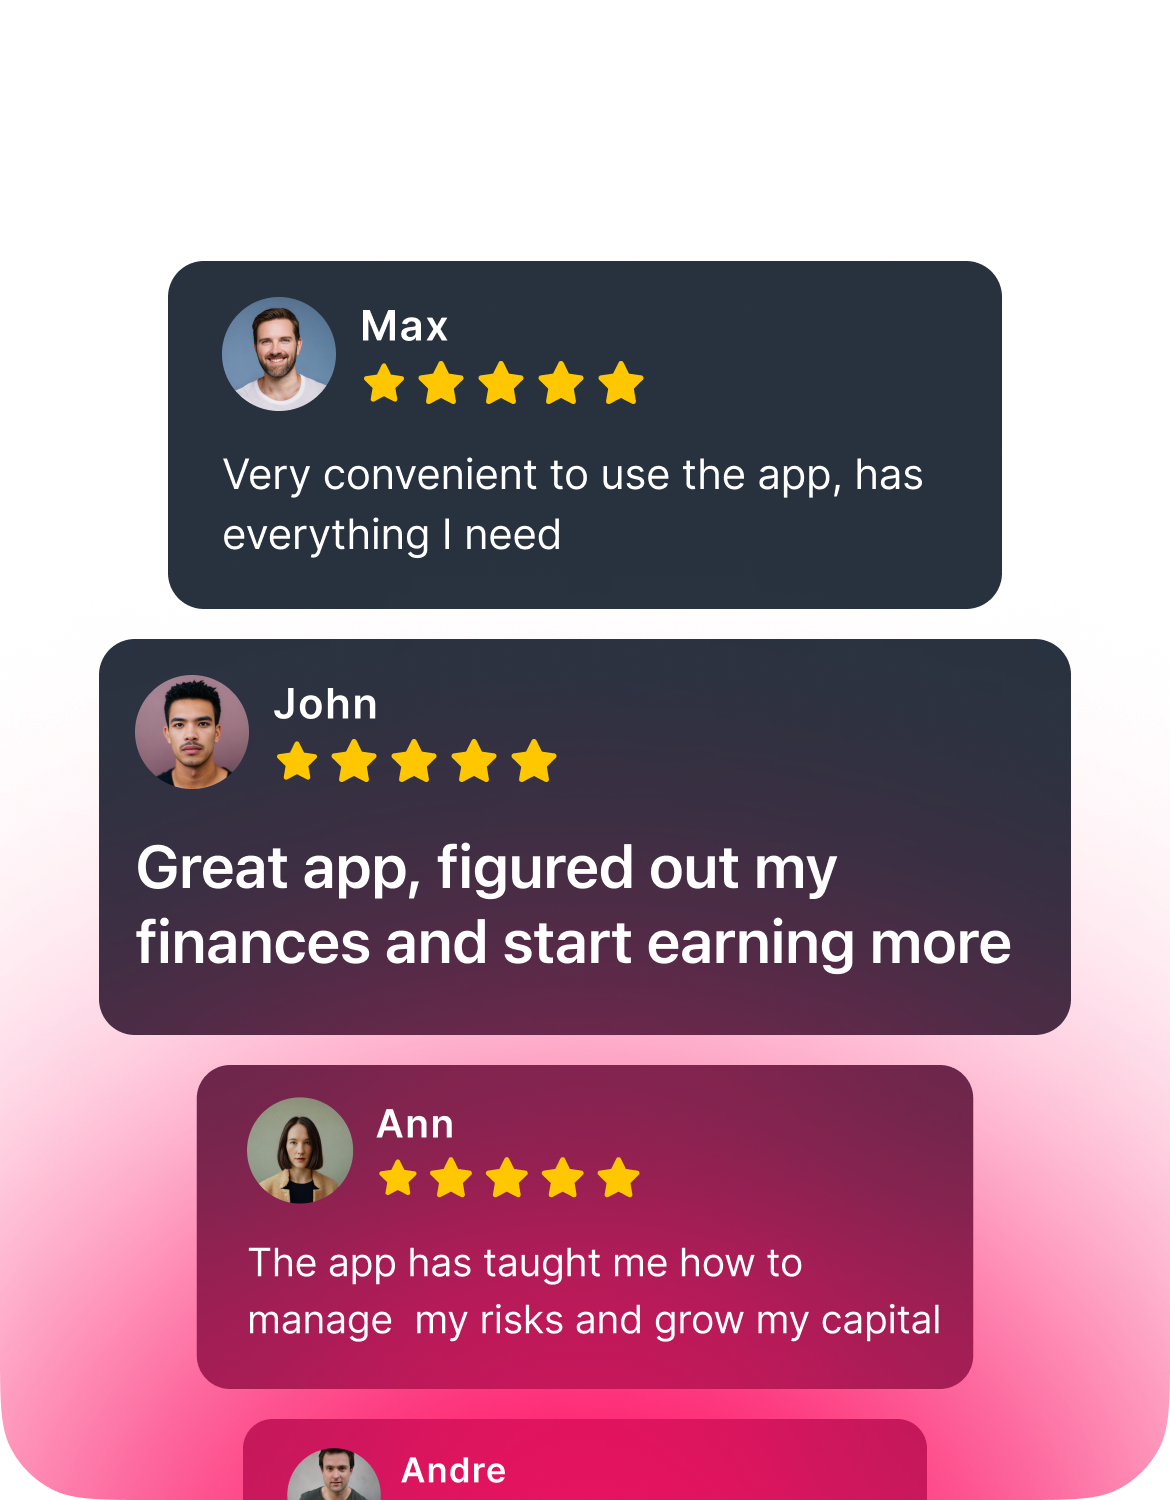 Max
Very convenient to use the app, has
everything I need
John
Great app, figured out my
finances and start earning more
Ann
The app has taught me how to
manage  my risks and grow my capital
Andre